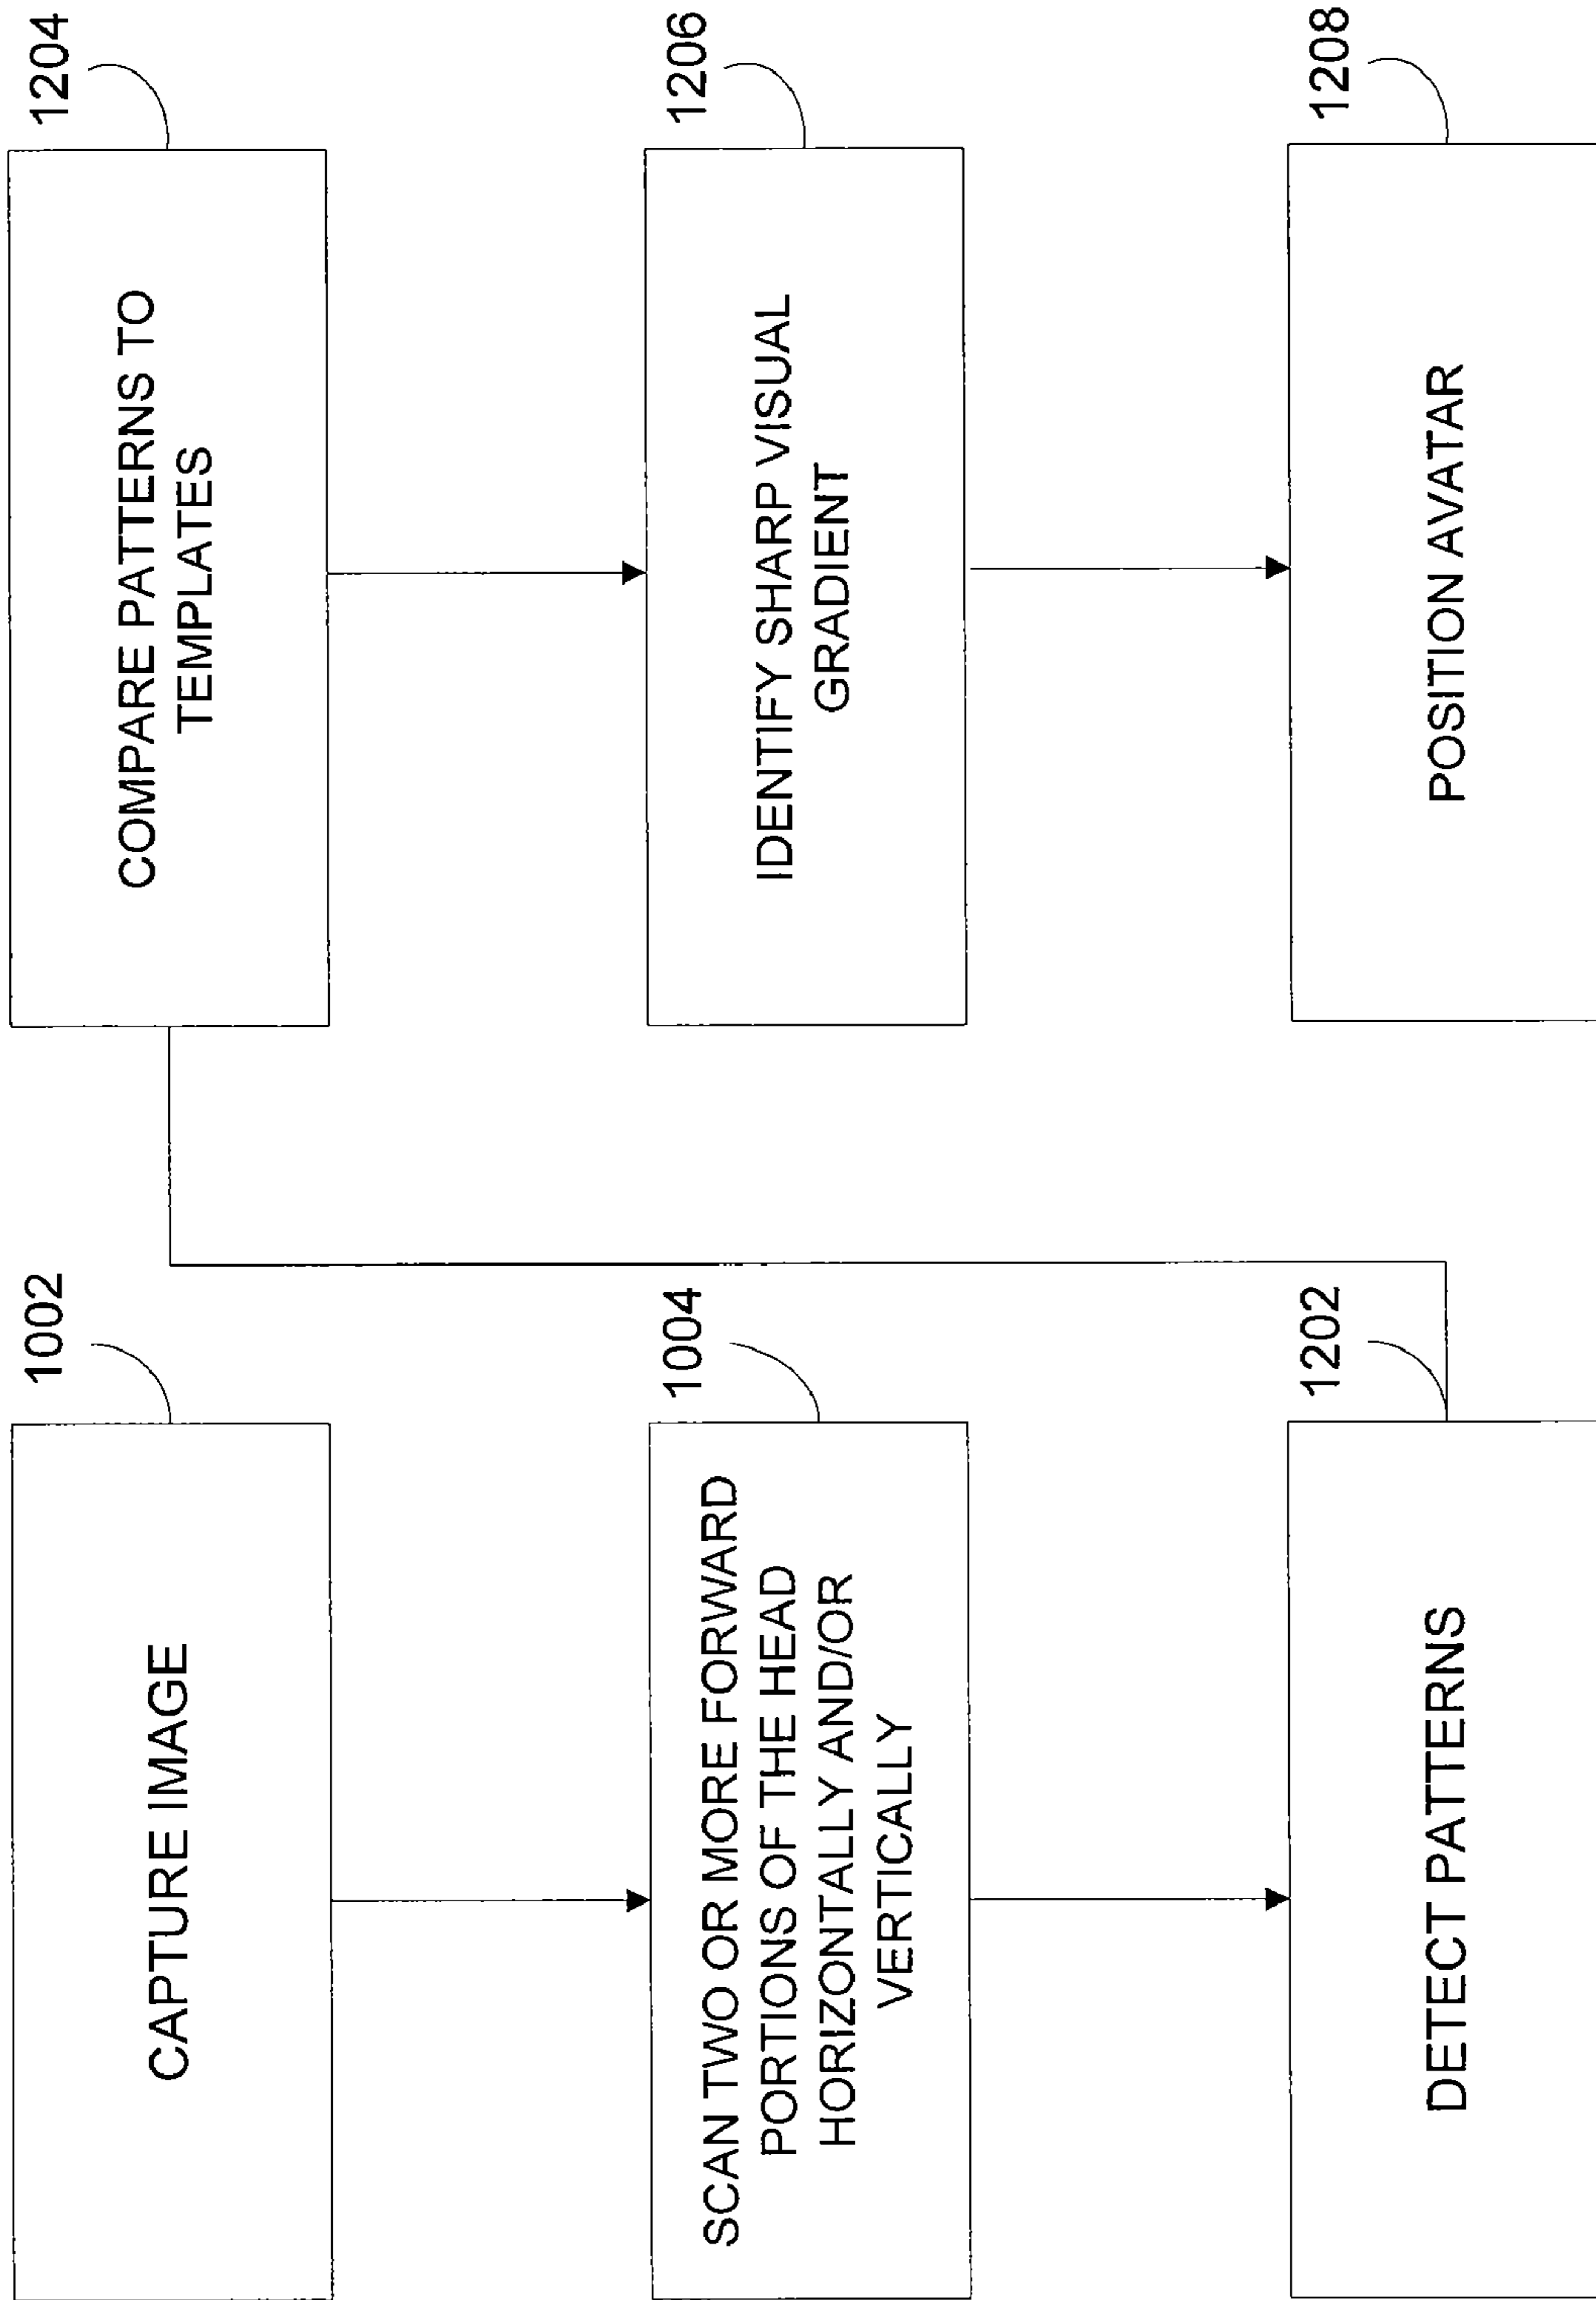 1002
CAPTURE IMAGE
1004
SCAN TWO OR MORE FORWARD
PORTIONS OF THE HEAD
HORIZONTALLY AND/OR
VERTICALLY
1202
DETECT PATTERNS
1204
COMPARE PATTERNS TO
TEMPLATES
1206
IDENTIFY SHARP VISUAL
GRADIENT
1208
POSITION AVATAR